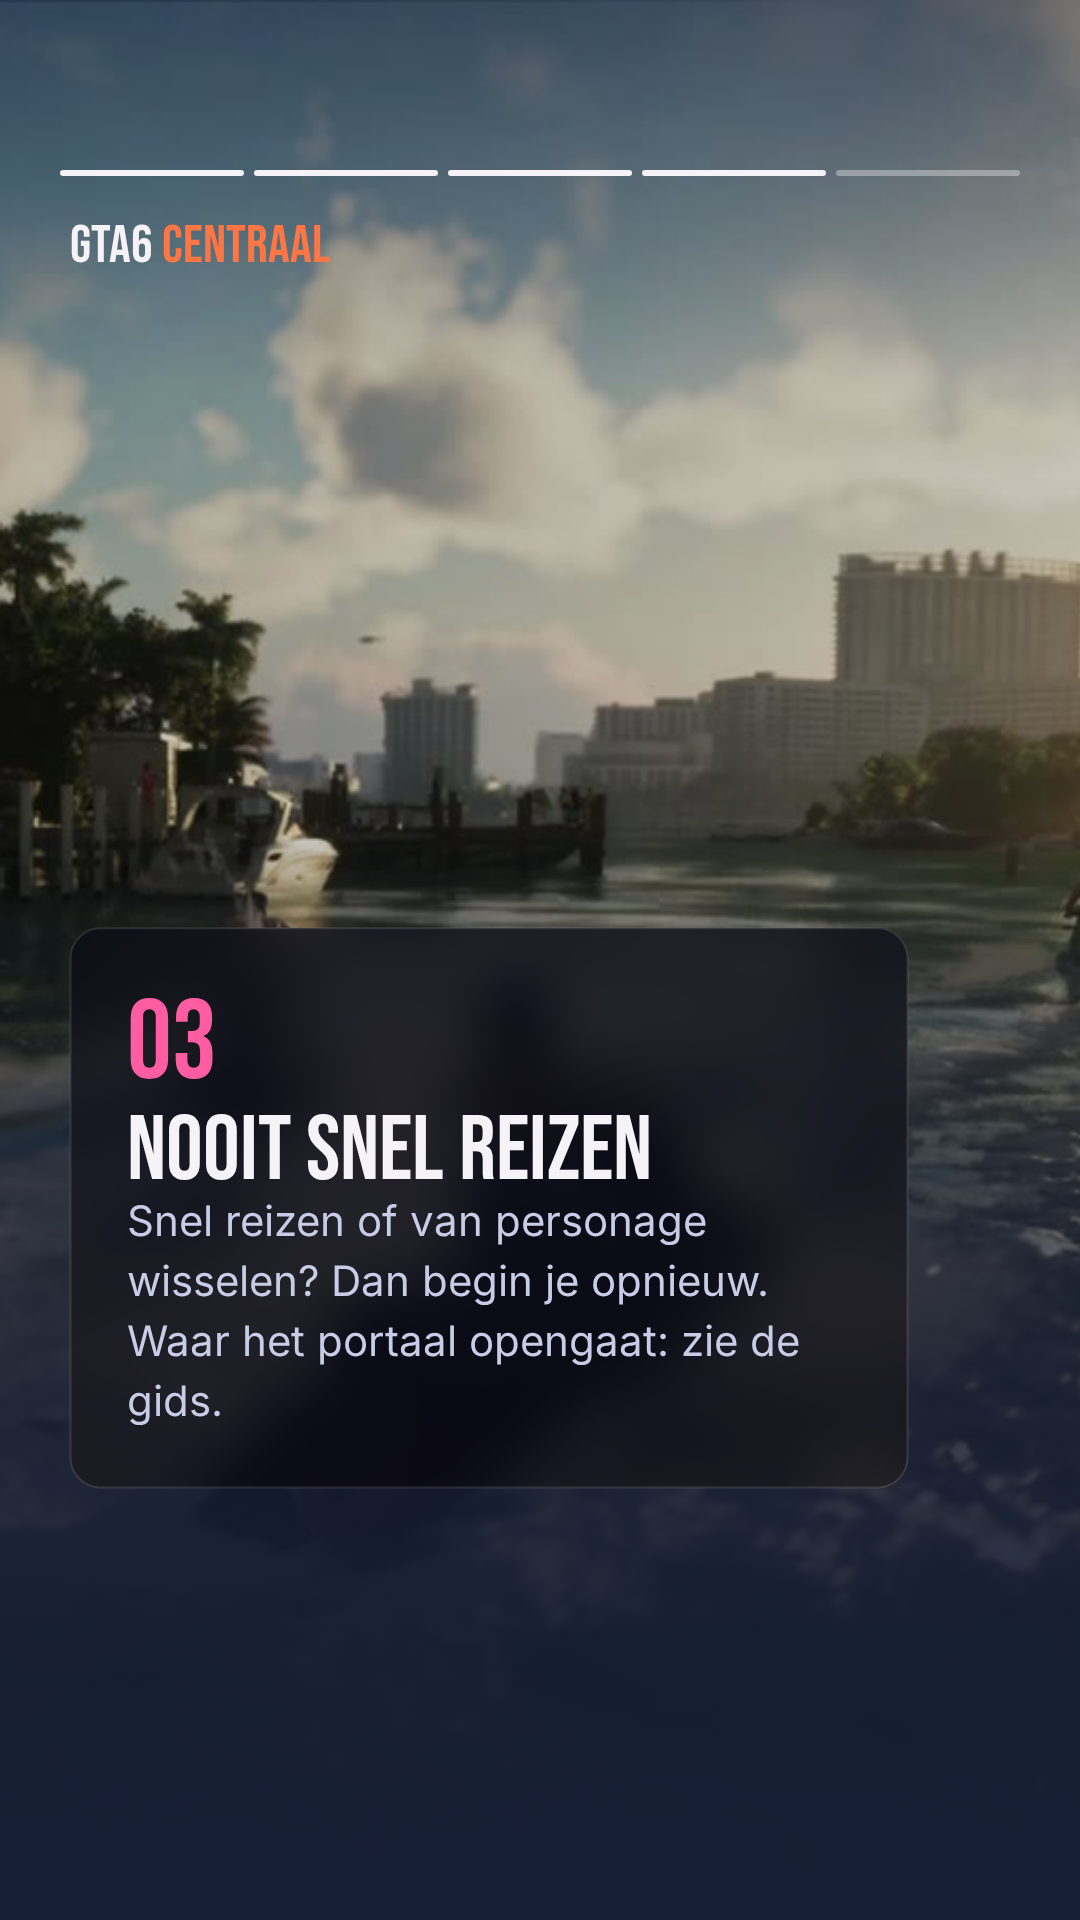 GTA6 CENTRAAL
03
NOOIT SNEL REIZEN
Snel reizen of van personage
wisselen? Dan begin je opnieuw.
Waar het portaal opengaat: zie de
gids.